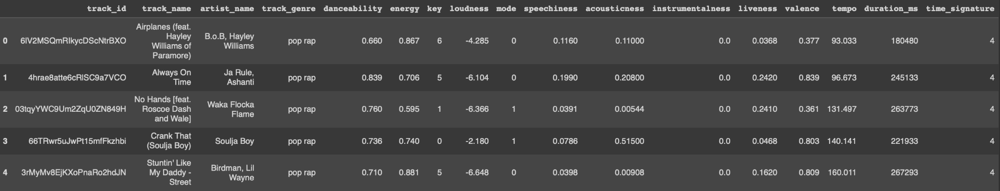 track_id track_name artist_name track_genre danceability energy key loudness mode speechiness acousticness instrumentalness liveness valence tempo duration_ms time_signature
0 6lV2MSQmRIkycDScNtrBXO Airplanes (feat. Hayley Williams of Paramore) B.o.B, Hayley Williams pop rap 0.660 0.867 6 -4.285 0 0.1160 0.11000 0.0 0.0368 0.377 93.033 180480 4
1 4hrae8atte6cRlSC9a7VCO Always On Time Ja Rule, Ashanti pop rap 0.839 0.706 5 -6.104 0 0.1990 0.20800 0.0 0.2420 0.839 96.673 245133 4
2 03tqyYWC9Um2ZqU0ZN849H No Hands [feat. Roscoe Dash and Wale] Waka Flocka Flame pop rap 0.760 0.595 1 -6.366 1 0.0391 0.00544 0.0 0.2410 0.361 131.497 263773 4
3 66TRwr5uJwPt15mfFkzhbi Crank That (Soulja Boy) Soulja Boy pop rap 0.736 0.740 0 -2.180 1 0.0786 0.51500 0.0 0.0468 0.803 140.141 221933 4
4 3rMyMv8EjKXoPnaRo2hdJN Stuntin' Like My Daddy - Street Birdman, Lil Wayne pop rap 0.710 0.881 5 -6.648 0 0.0398 0.00908 0.0 0.1620 0.809 160.011 267293 4